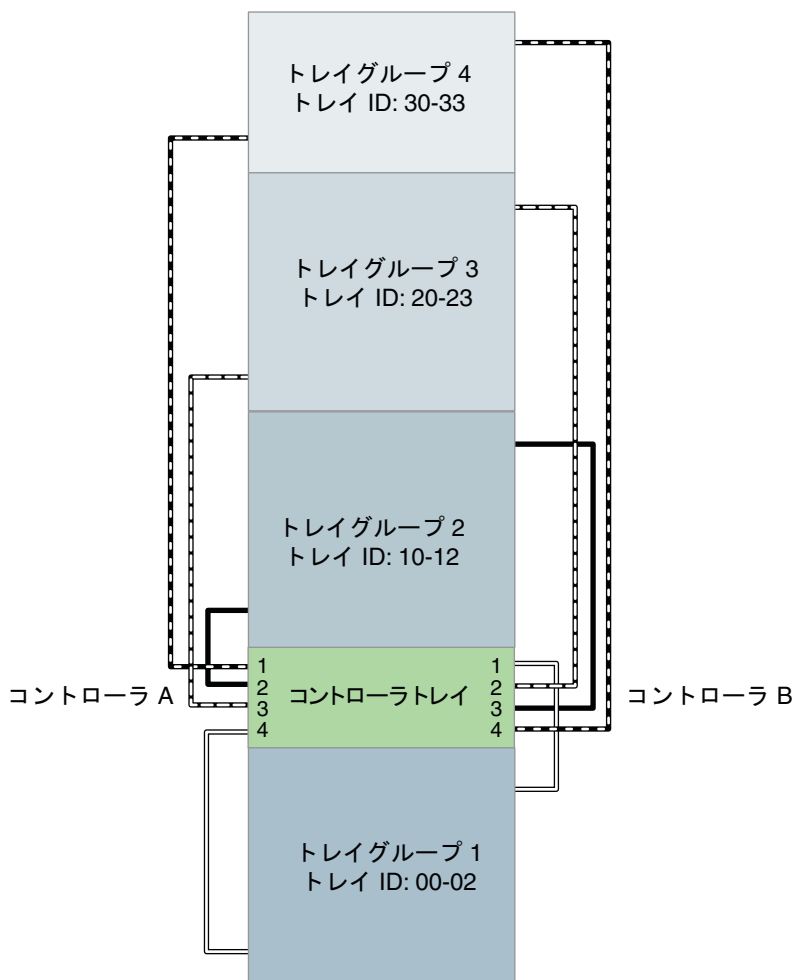 トレイグループ 4
トレイ ID: 30-33
トレイグループ 3
トレイ ID: 20-23
トレイグループ 2
トレイ ID: 10-12
コントローラ A
1
2
3
4
コントローラトレイ
1
2
3
4
コントローラ B
トレイグループ 1
トレイ ID: 00-02